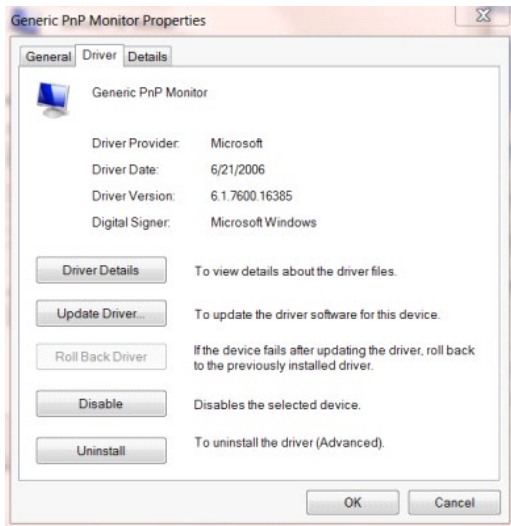 Generic PnP Monitor Properties
General Driver Details
Generic PnP Monitor
Driver Provider: Microsoft
Driver Date: 6/21/2006
Driver Version: 6.1.7600.16385
Digital Signer: Microsoft Windows
Driver Details To view details about the driver files.
Update Driver... To update the driver software for this device.
Roll Back Driver If the device fails after updating the driver, roll back
to the previously installed driver.
Disable Disables the selected device.
Uninstall To uninstall the driver (Advanced).
OK Cancel